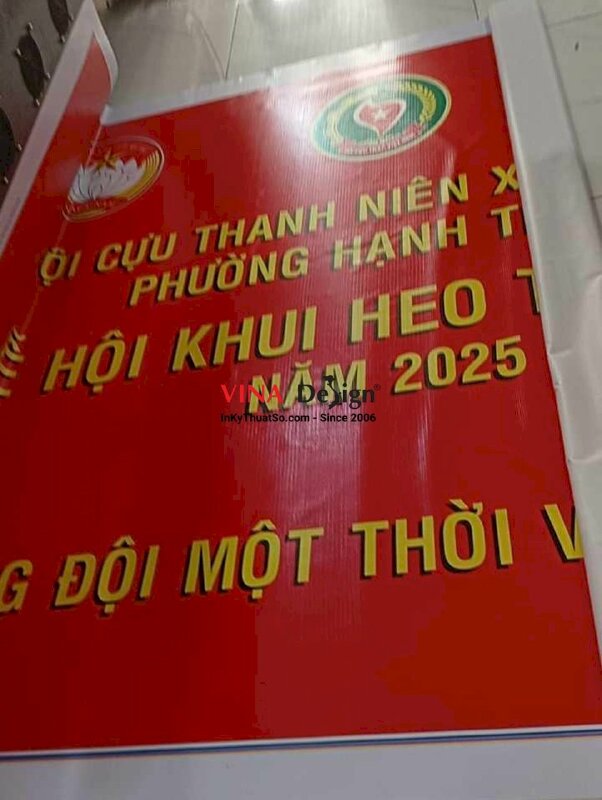 ỘI CỰU THANH NIÊN X
PHƯỜNG HẠNH T
HỘI KHUI HEO T
NĂM 2025
VINA Design®
InKyThuatSo.com - Since 2006
G ĐỘI MỘT THỜI V